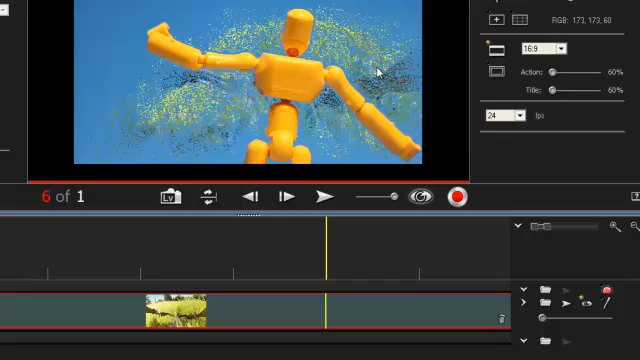 RGB: 173, 173, 60
16:9
Action: 60%
Title: 60%
24 fps
6 of 1
Lv